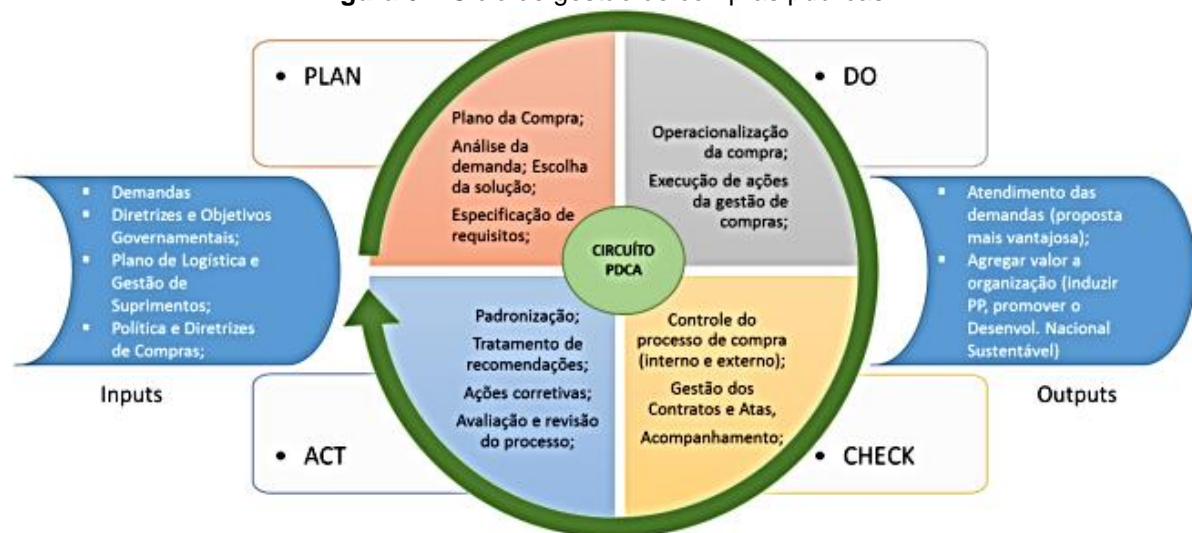 • PLAN
Plano da Compra;
Análise da
demanda; Escolha
da solução;
Especificação de
requisitos;
• DO
Operacionalização
da compra;
Execução de ações
da gestão de
compras;
▪ Demandas
▪ Diretrizes e Objetivos
Governamentais;
▪ Plano de Logística e
Gestão de
Suprimentos;
▪ Política e Diretrizes
de Compras;
Inputs
CIRCUÍTO
PDCA
▪ Atendimento das
demandas (proposta
mais vantajosa);
▪ Agregar valor a
organização (Induzir
PP, promover o
Desenvol. Nacional
Sustentável)
Outputs
• ACT
Padronização;
Tratamento de
recomendações;
Ações corretivas;
Avaliação e revisão
do processo;
Controle do
processo de compra
(interno e externo);
Gestão dos
Contratos e Atas,
Acompanhamento;
• CHECK